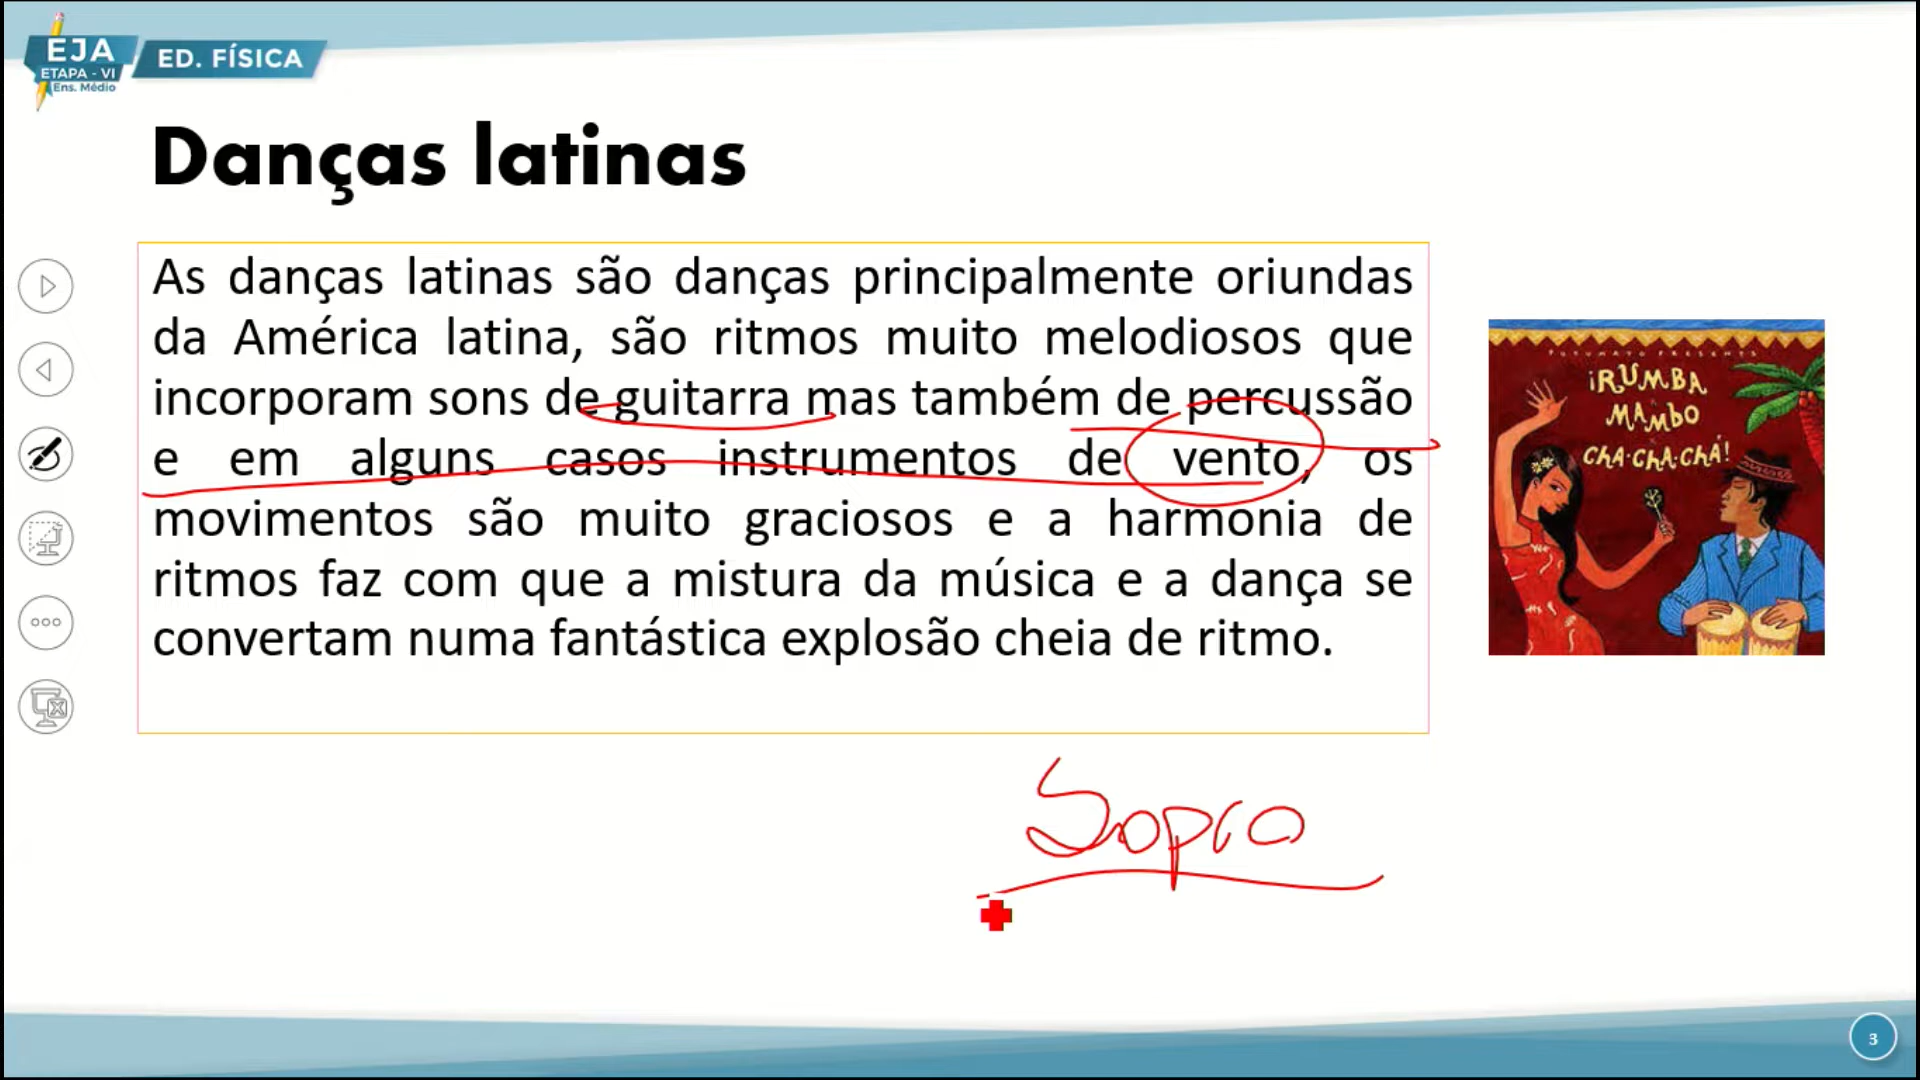 EJA
ETAPA - VI
Ens. Médio
ED. FÍSICA
Danças latinas
As danças latinas são danças principalmente oriundas
da América latina, são ritmos muito melodiosos que
incorporam sons de guitarra mas também de percussão
e em alguns casos instrumentos de vento, os
movimentos são muito graciosos e a harmonia de
ritmos faz com que a mistura da música e a dança se
convertam numa fantástica explosão cheia de ritmo.
PUTUMAYO PRESENTS
¡RUMBA
MAMBO
CHA·CHA·CHÁ!
Sopro
3